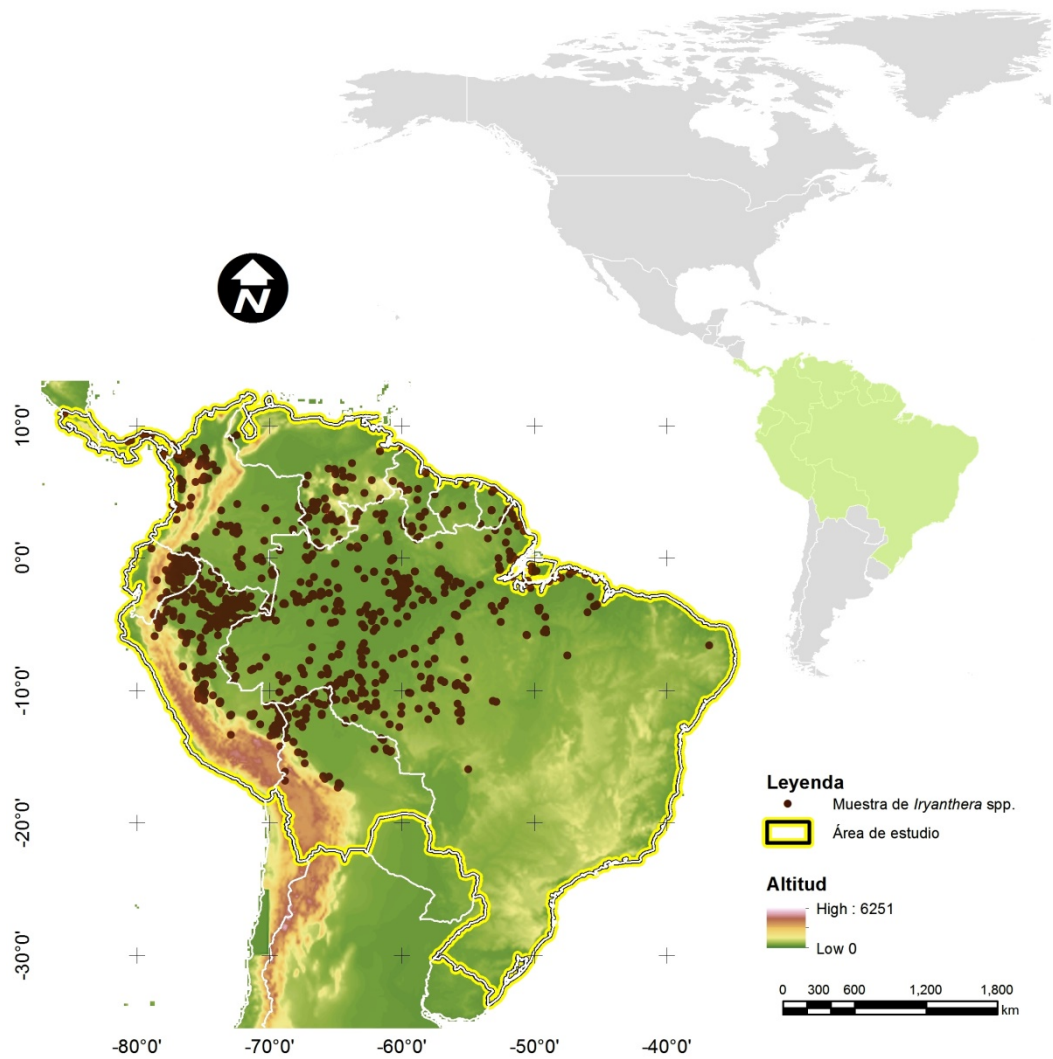 N
10°0'
0°0'
-10°0'
-20°0'
-30°0'
-80°0'
-70°0'
-60°0'
-50°0'
-40°0'
Leyenda
Muestra de Iryanthera spp.
Área de estudio
Altitud
High : 6251
Low 0
0 300 600 1,200 1,800
km